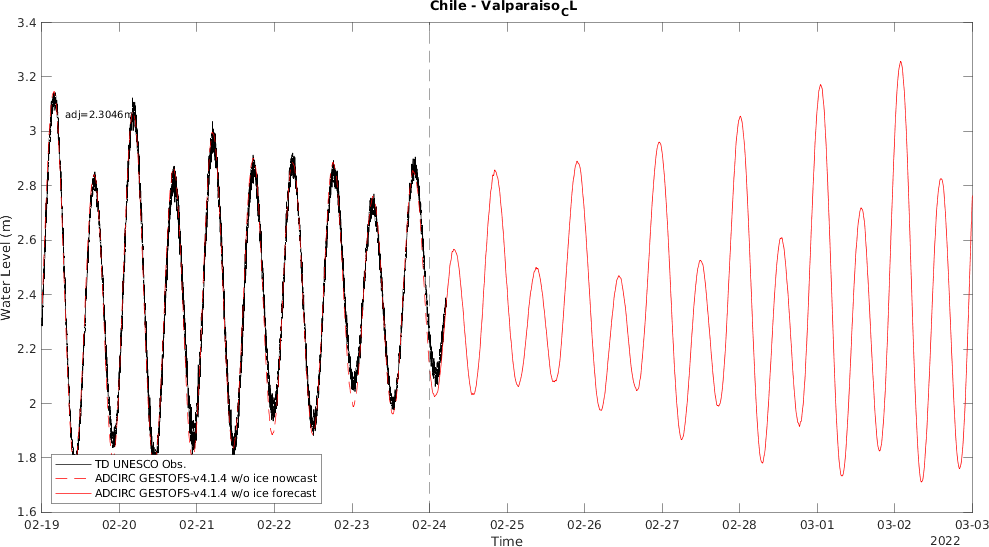 Chile - ValparaisoCL
3.4
3.2
3
2.8
2.6
2.4
2.2
2
1.8
1.6
Water Level (m)
adj=2.3046m
TD UNESCO Obs.
ADCIRC GESTOFS-v4.1.4 w/o ice nowcast
ADCIRC GESTOFS-v4.1.4 w/o ice forecast
02-19 02-20 02-21 02-22 02-23 02-24 02-25 02-26 02-27 02-28 03-01 03-02 03-03
Time
2022